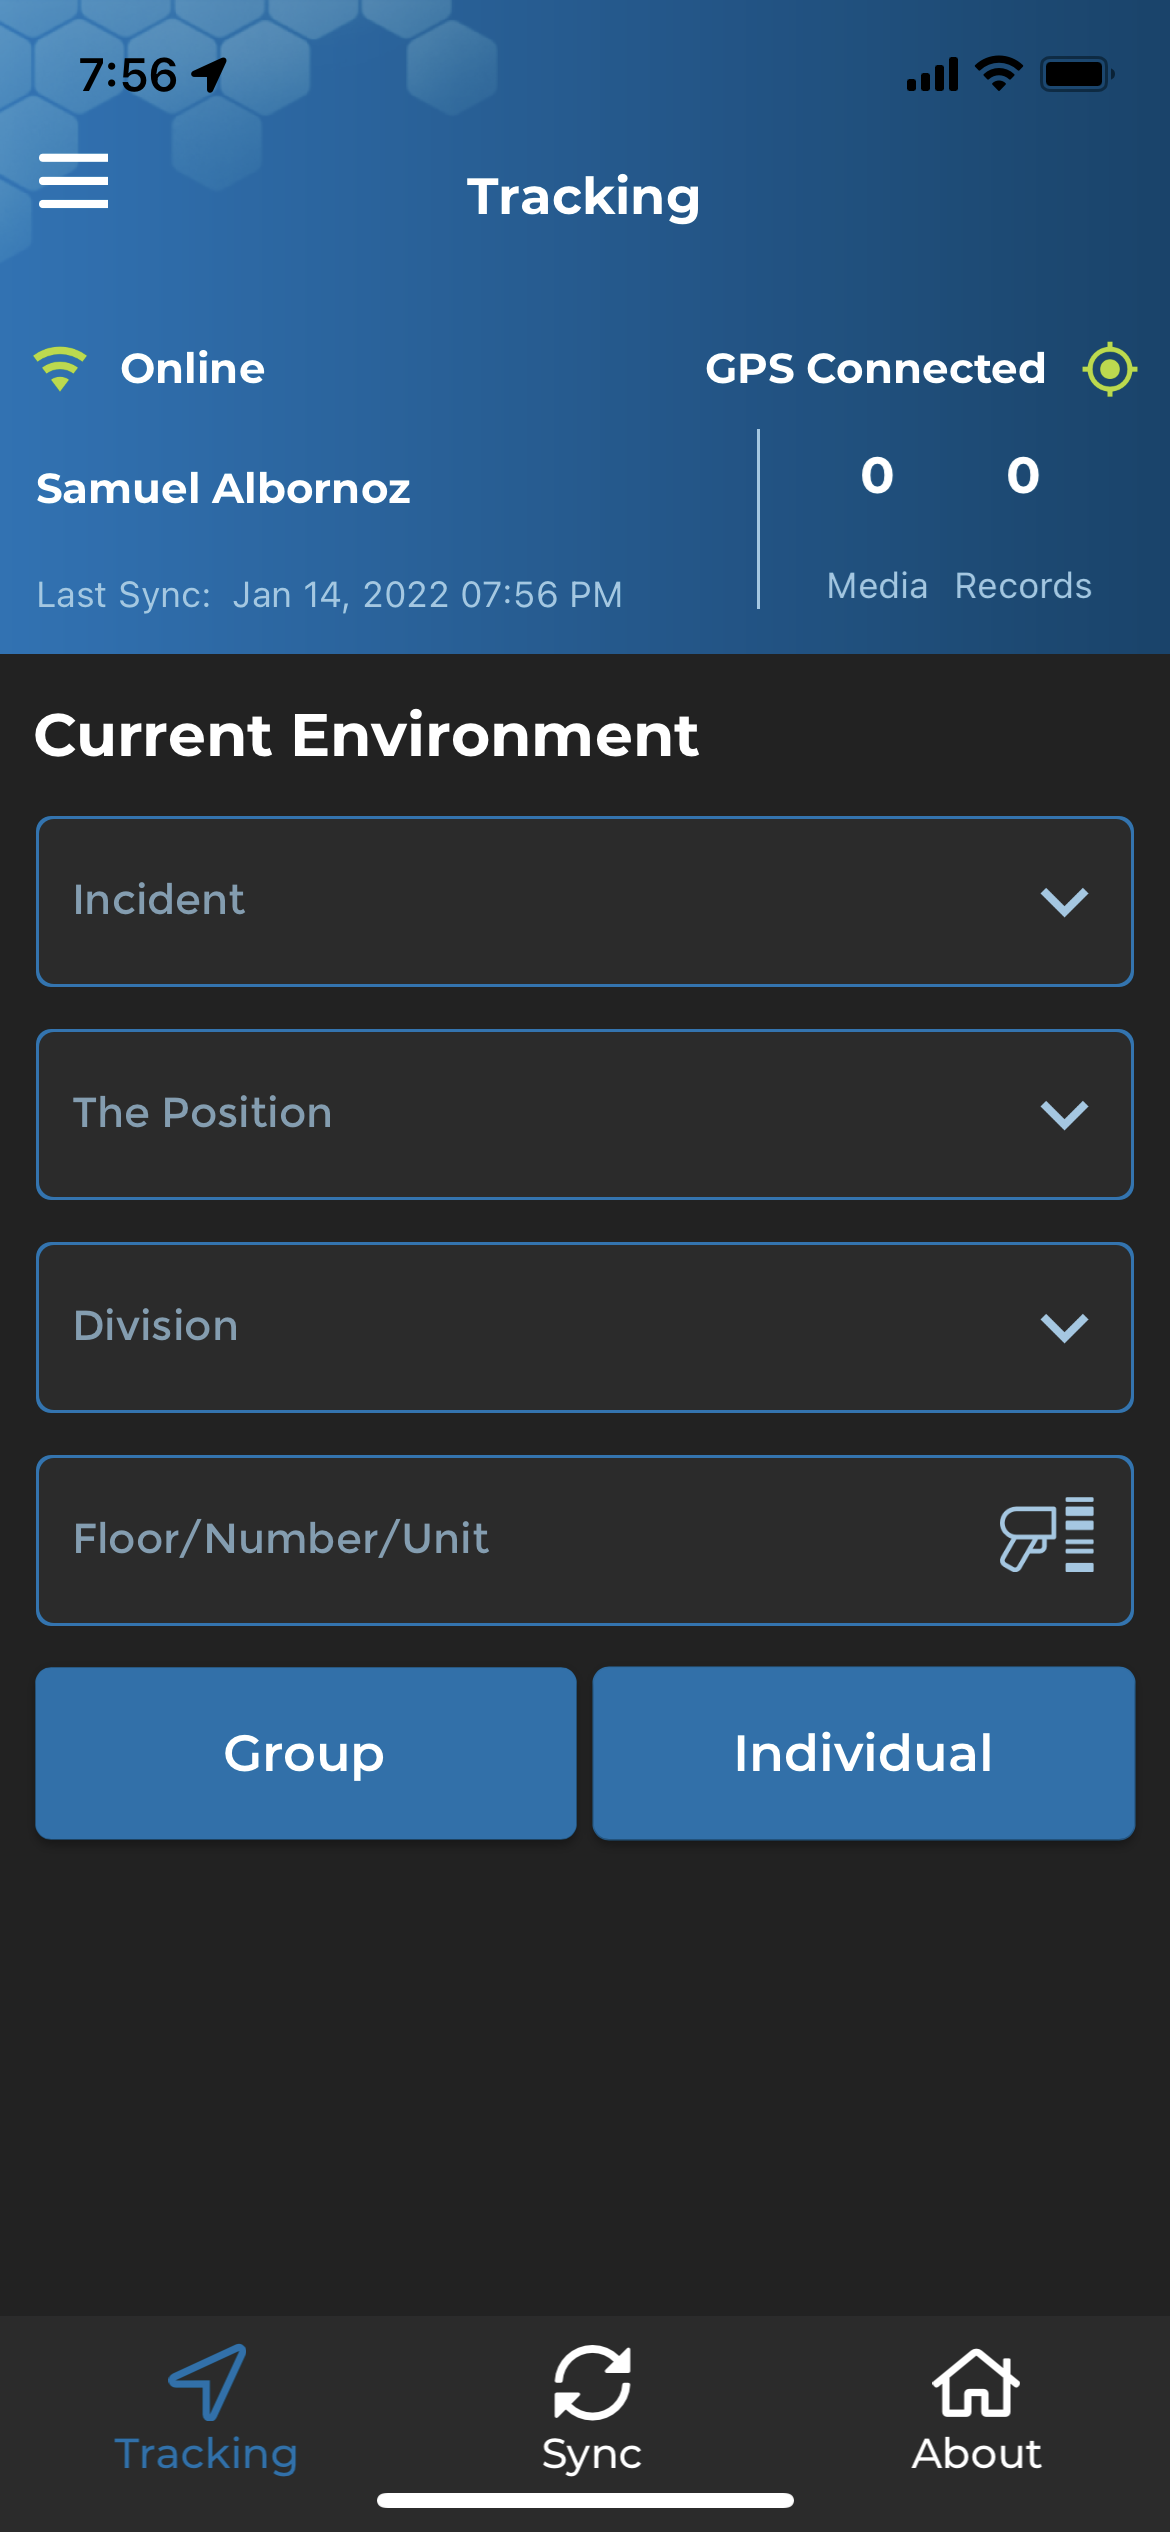 7:56
Tracking
Online
GPS Connected
Samuel Albornoz
0 0
Last Sync: Jan 14, 2022 07:56 PM
Media Records
Current Environment
Incident
The Position
Division
Floor/Number/Unit
Group Individual
Tracking Sync About